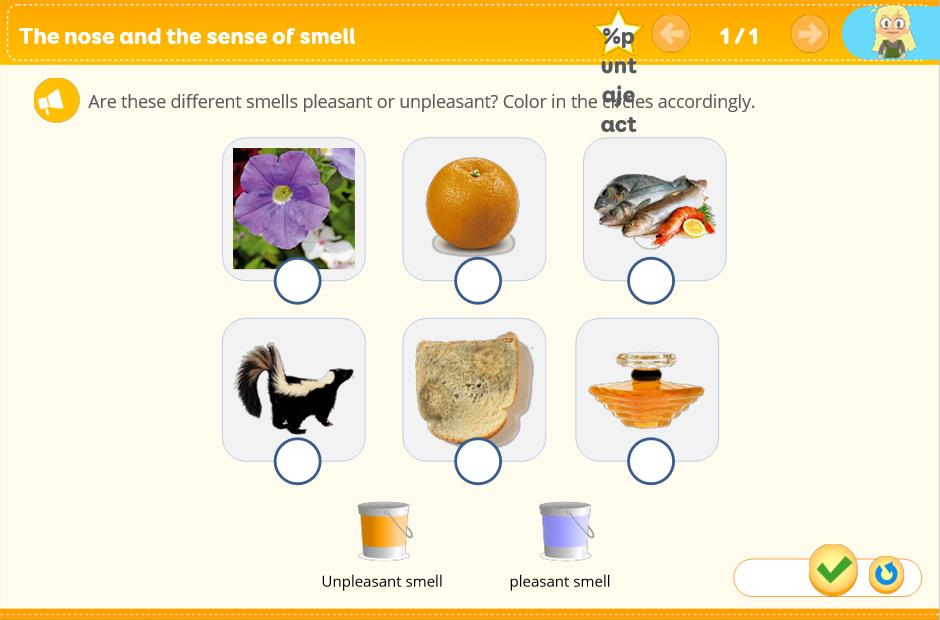 The nose and the sense of smell
%p
unt
aje
act
1 / 1
Are these different smells pleasant or unpleasant? Color in the circles accordingly.
Unpleasant smell
pleasant smell